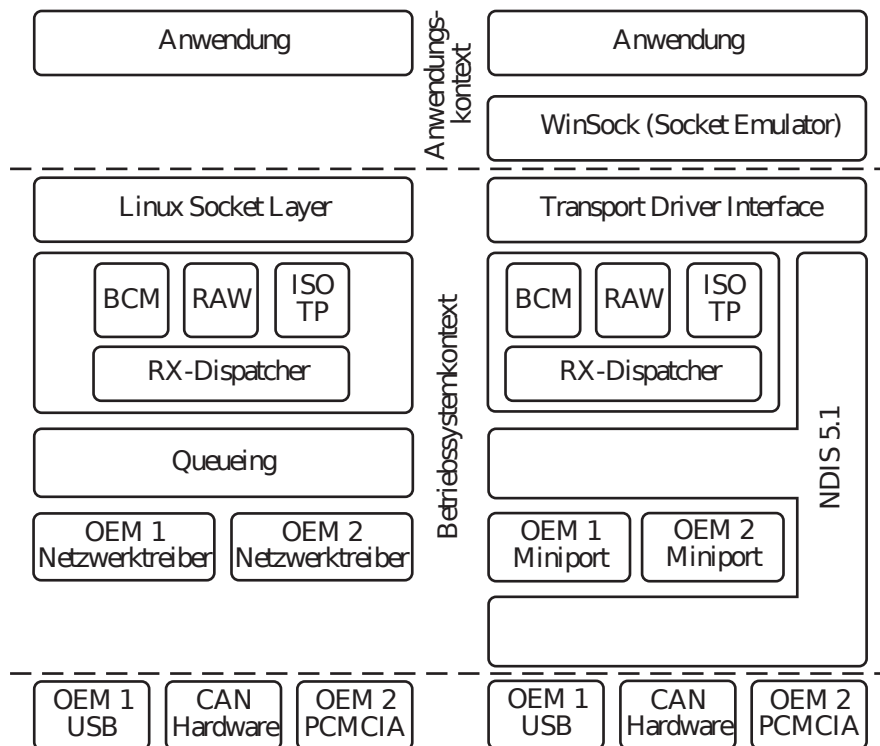 Anwendung
Linux Socket Layer
BCM
RAW
ISO
TP
RX-Dispatcher
Queueing
OEM 1
Netzwerktreiber
OEM 2
Netzwerktreiber
OEM 1
USB
CAN
Hardware
OEM 2
PCMCIA
Anwendungs-
kontext
Betriebssystemkontext
Anwendung
WinSock (Socket Emulator)
Transport Driver Interface
BCM
RAW
ISO
TP
RX-Dispatcher
NDIS 5.1
OEM 1
Miniport
OEM 2
Miniport
OEM 1
USB
CAN
Hardware
OEM 2
PCMCIA